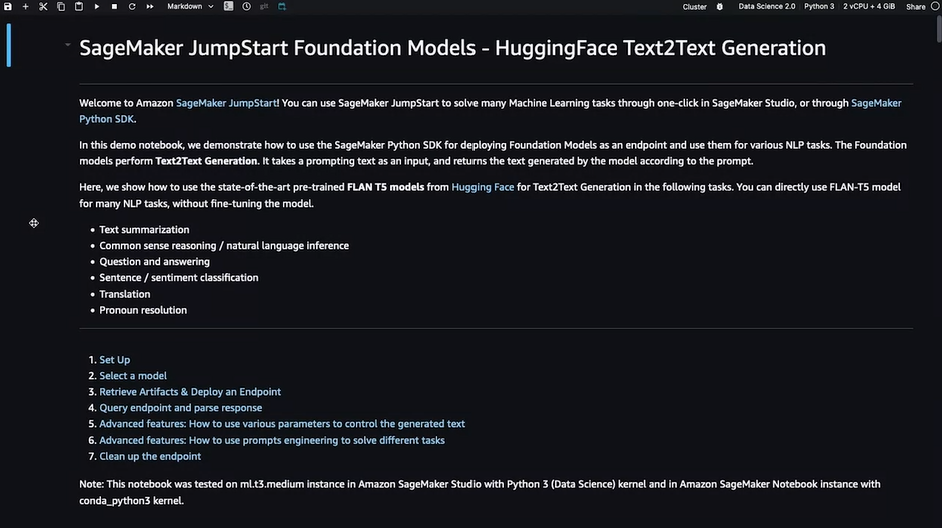 Markdown
Cluster
Data Science 2.0
Python 3
2 vCPU + 4 GiB
Share
SageMaker JumpStart Foundation Models - HuggingFace Text2Text Generation
Welcome to Amazon SageMaker JumpStart! You can use SageMaker JumpStart to solve many Machine Learning tasks through one-click in SageMaker Studio, or through SageMaker
Python SDK.
In this demo notebook, we demonstrate how to use the SageMaker Python SDK for deploying Foundation Models as an endpoint and use them for various NLP tasks. The Foundation
models perform Text2Text Generation. It takes a prompting text as an input, and returns the text generated by the model according to the prompt.
Here, we show how to use the state-of-the-art pre-trained FLAN T5 models from Hugging Face for Text2Text Generation in the following tasks. You can directly use FLAN-T5 model
for many NLP tasks, without fine-tuning the model.
• Text summarization
• Common sense reasoning / natural language inference
• Question and answering
• Sentence / sentiment classification
• Translation
• Pronoun resolution
1. Set Up
2. Select a model
3. Retrieve Artifacts & Deploy an Endpoint
4. Query endpoint and parse response
5. Advanced features: How to use various parameters to control the generated text
6. Advanced features: How to use prompts engineering to solve different tasks
7. Clean up the endpoint
Note: This notebook was tested on ml.t3.medium instance in Amazon SageMaker Studio with Python 3 (Data Science) kernel and in Amazon SageMaker Notebook instance with
conda_python3 kernel.